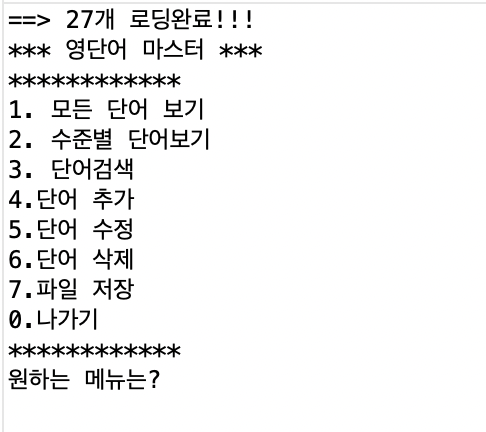 ==> 27개 로딩완료!!!
*** 영단어 마스터 ***
************
1. 모든 단어 보기
2. 수준별 단어보기
3. 단어검색
4.단어 추가
5.단어 수정
6.단어 삭제
7.파일 저장
0.나가기
************
원하는 메뉴는?